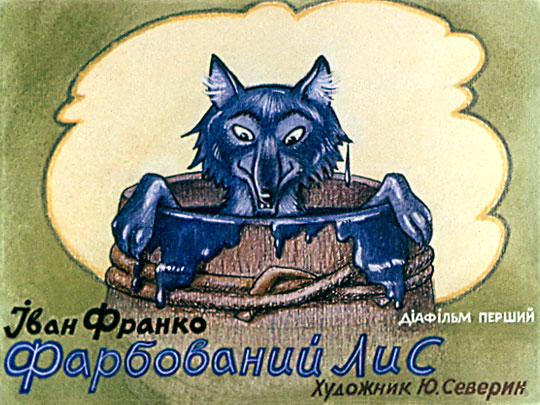 Іван Франко
ДІАФІЛЬМ ПЕРШИЙ
Фарбований Лис
Художник Ю. Северин